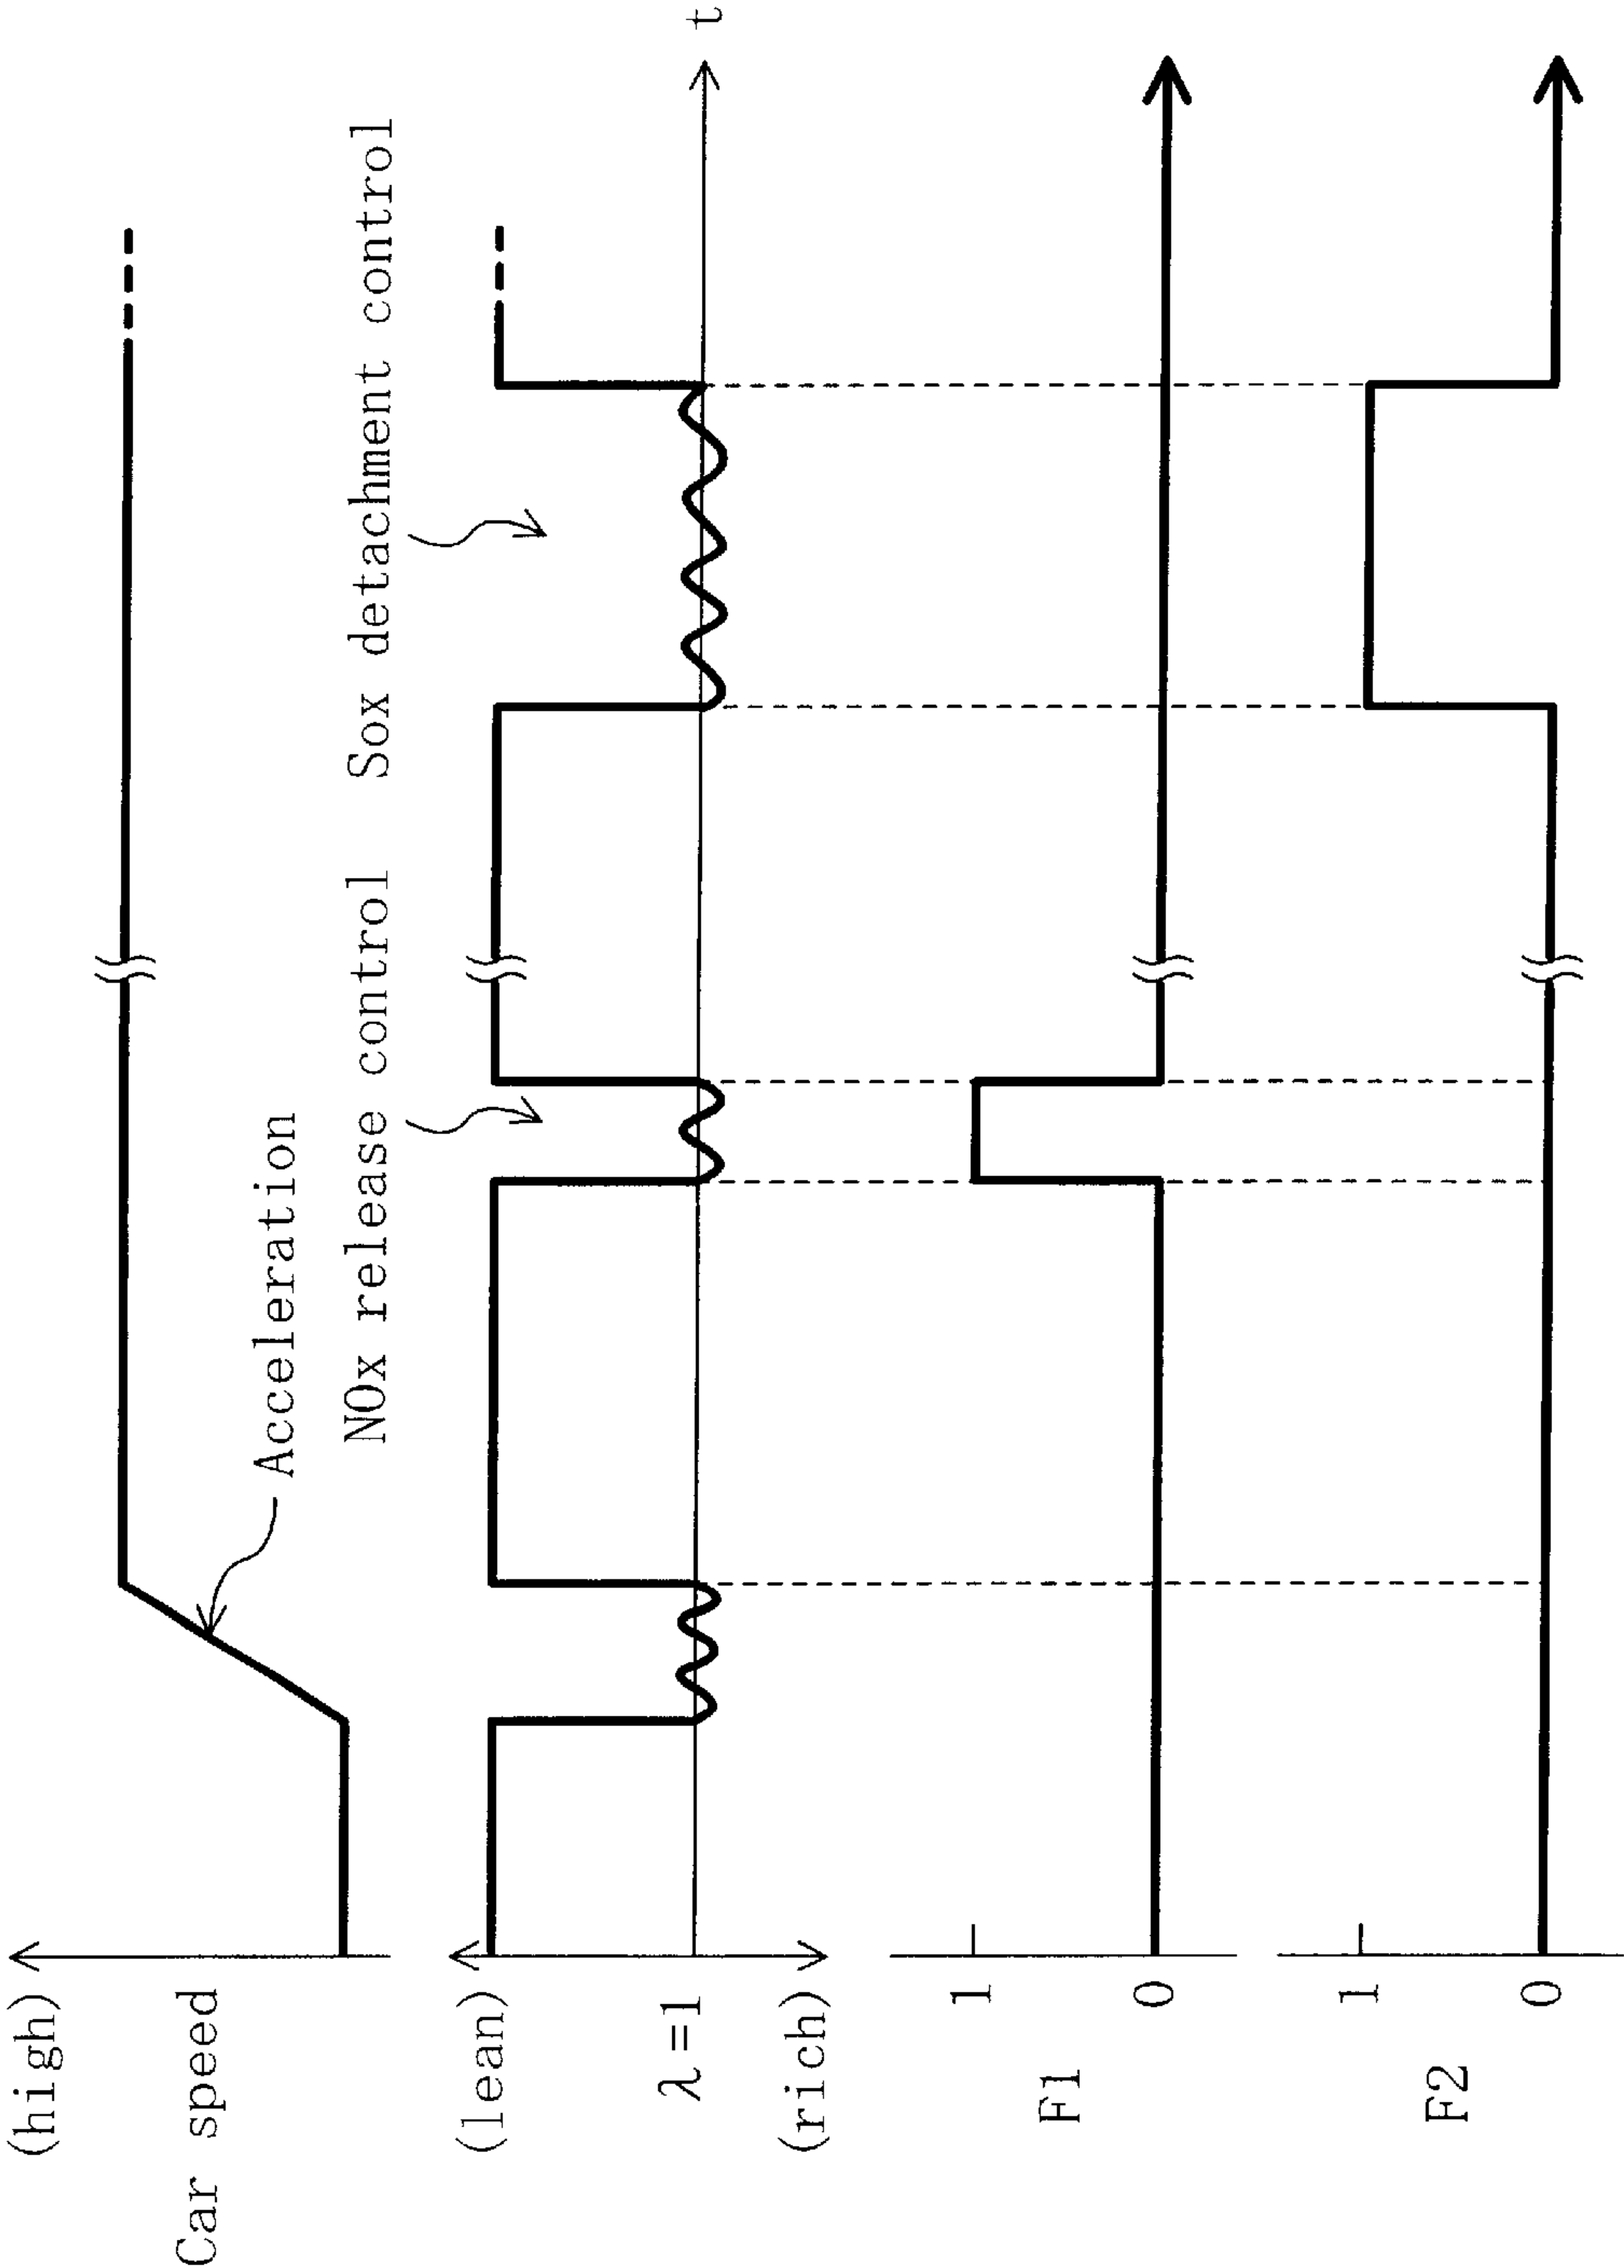 (high)
Car speed
Acceleration
NOx release control
Sox detachment control
(lean)
λ=1
(rich)
t
F1
1
0
F2
1
0